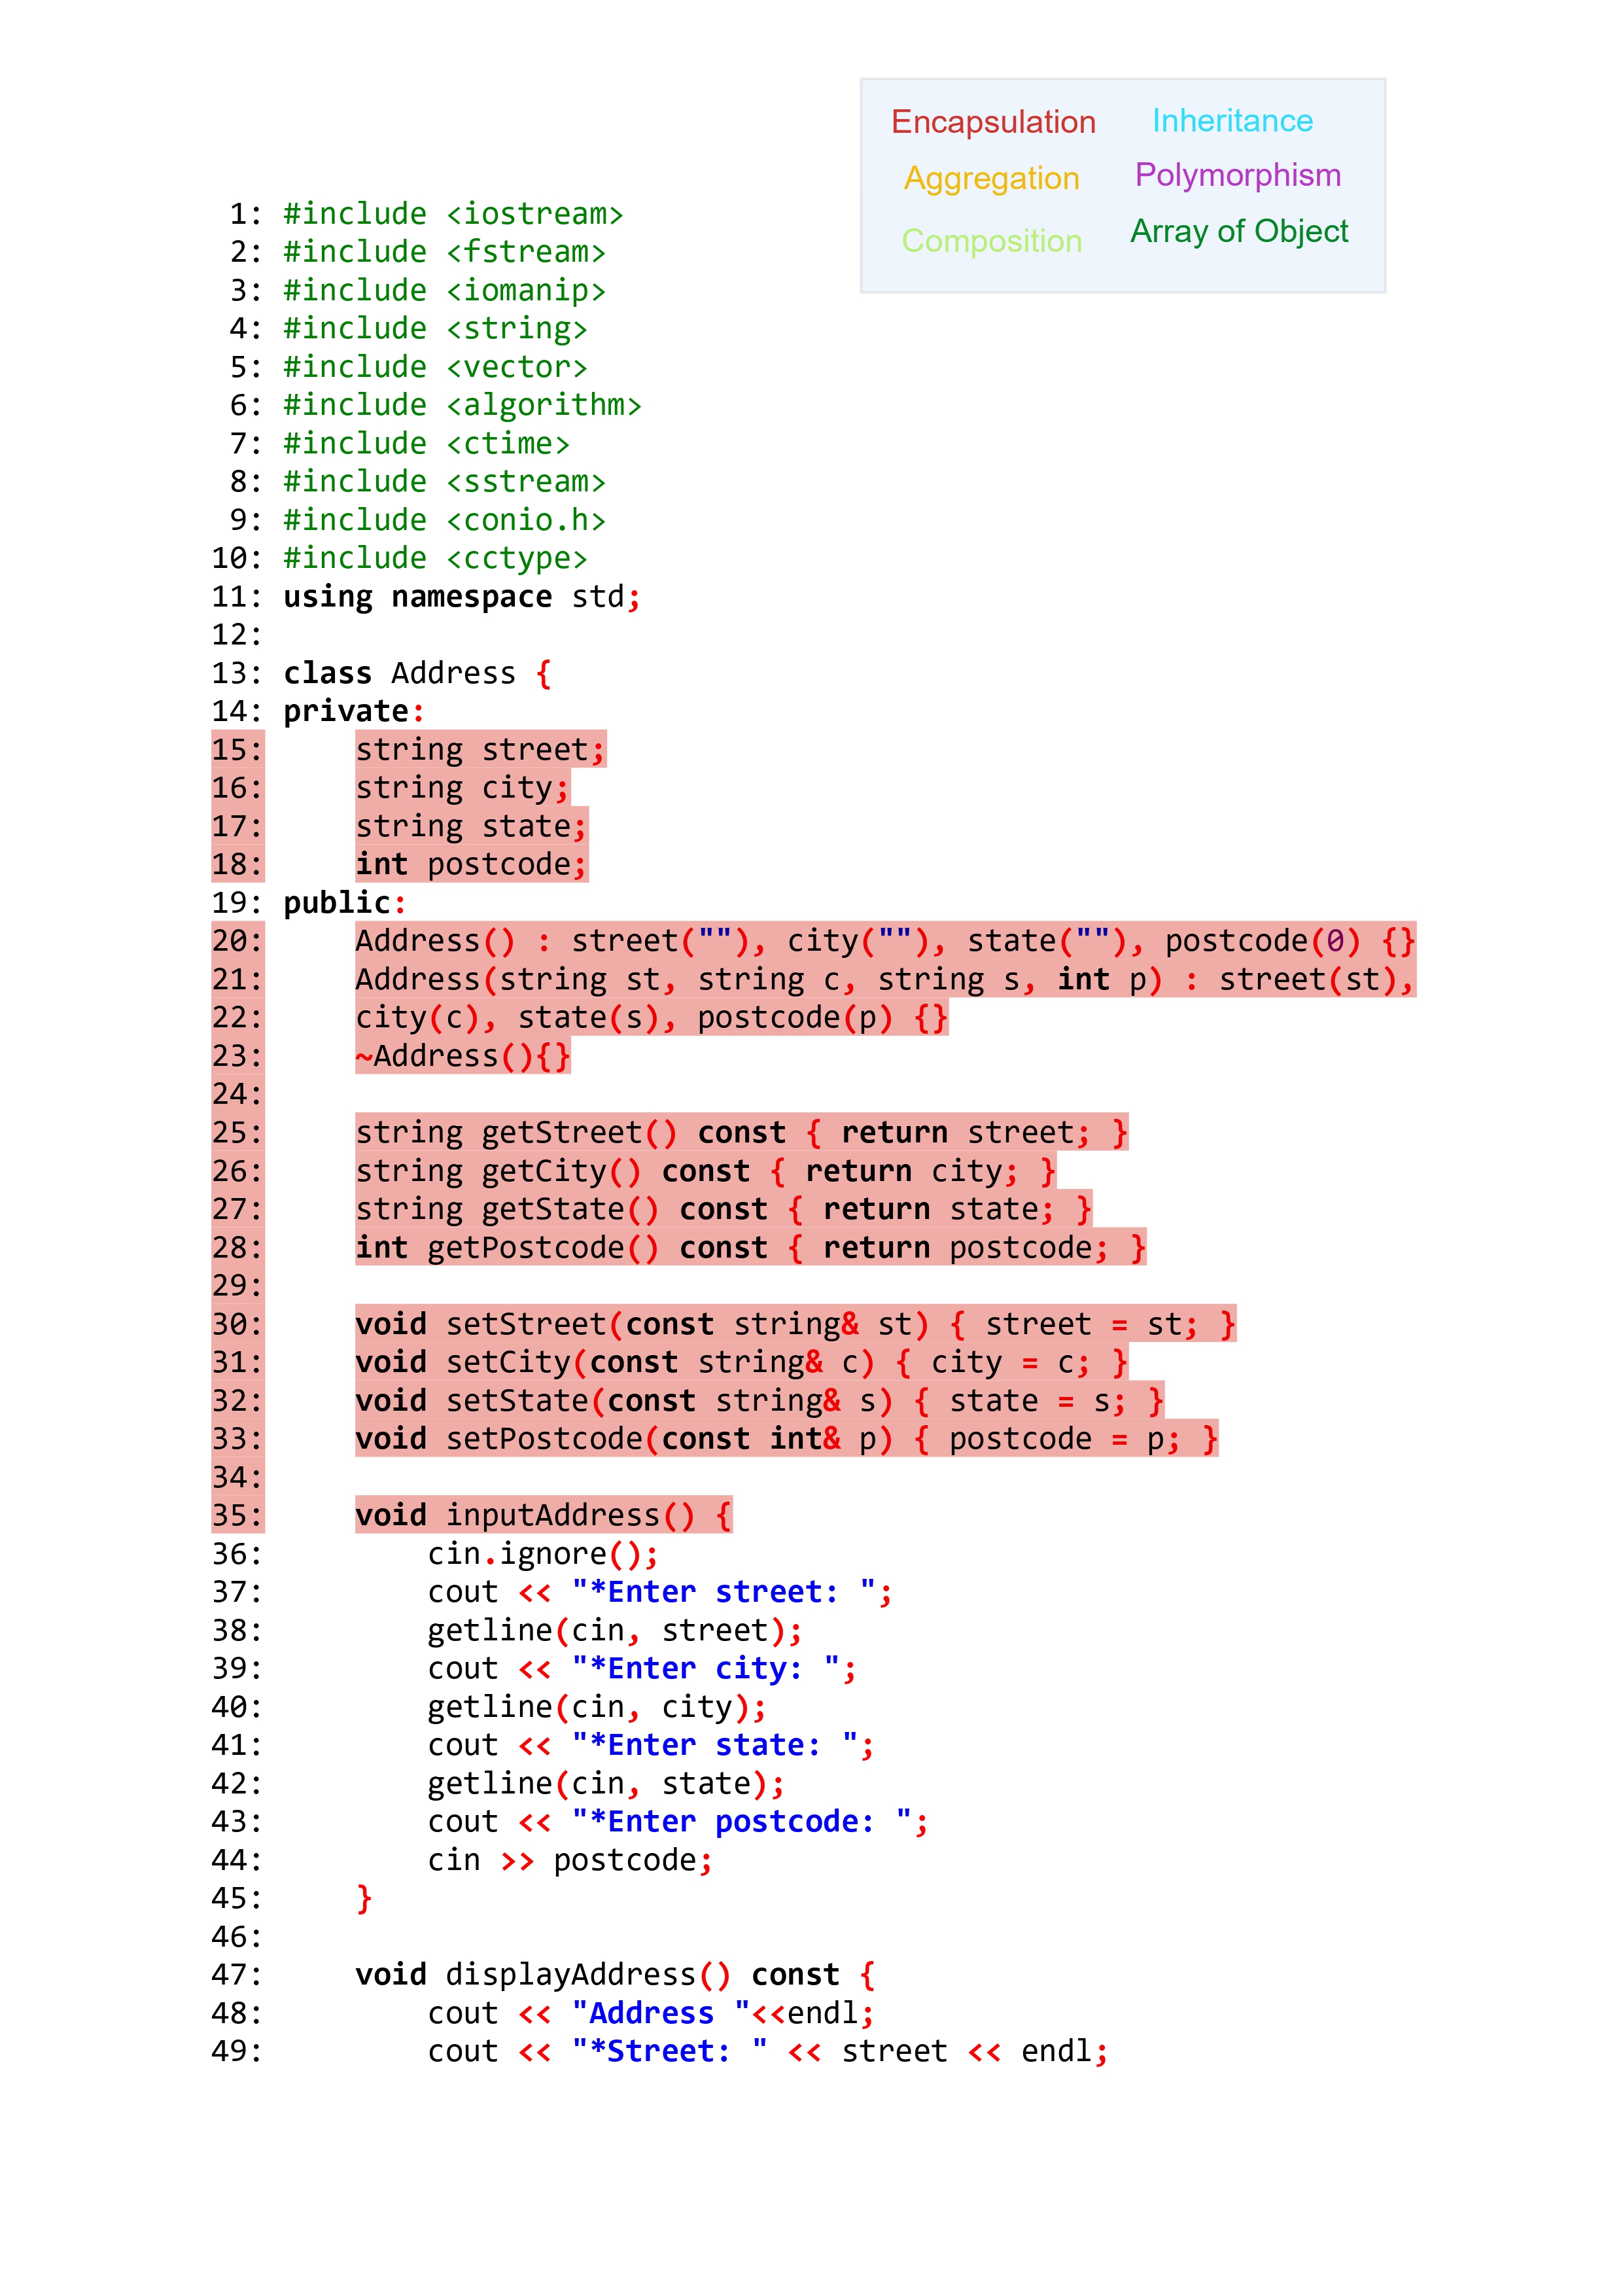 Encapsulation Inheritance
Aggregation Polymorphism
Composition Array of Object
1: #include <iostream>
2: #include <fstream>
3: #include <iomanip>
4: #include <string>
5: #include <vector>
6: #include <algorithm>
7: #include <ctime>
8: #include <sstream>
9: #include <conio.h>
10: #include <cctype>
11: using namespace std;
12:
13: class Address {
14: private:
15:     string street;
16:     string city;
17:     string state;
18:     int postcode;
19: public:
20:     Address() : street(""), city(""), state(""), postcode(0) {}
21:     Address(string st, string c, string s, int p) : street(st),
22:     city(c), state(s), postcode(p) {}
23:     ~Address(){}
24:
25:     string getStreet() const { return street; }
26:     string getCity() const { return city; }
27:     string getState() const { return state; }
28:     int getPostcode() const { return postcode; }
29:
30:     void setStreet(const string& st) { street = st; }
31:     void setCity(const string& c) { city = c; }
32:     void setState(const string& s) { state = s; }
33:     void setPostcode(const int& p) { postcode = p; }
34:
35:     void inputAddress() {
36:         cin.ignore();
37:         cout << "*Enter street: ";
38:         getline(cin, street);
39:         cout << "*Enter city: ";
40:         getline(cin, city);
41:         cout << "*Enter state: ";
42:         getline(cin, state);
43:         cout << "*Enter postcode: ";
44:         cin >> postcode;
45:     }
46:
47:     void displayAddress() const {
48:         cout << "Address "<<endl;
49:         cout << "*Street: " << street << endl;